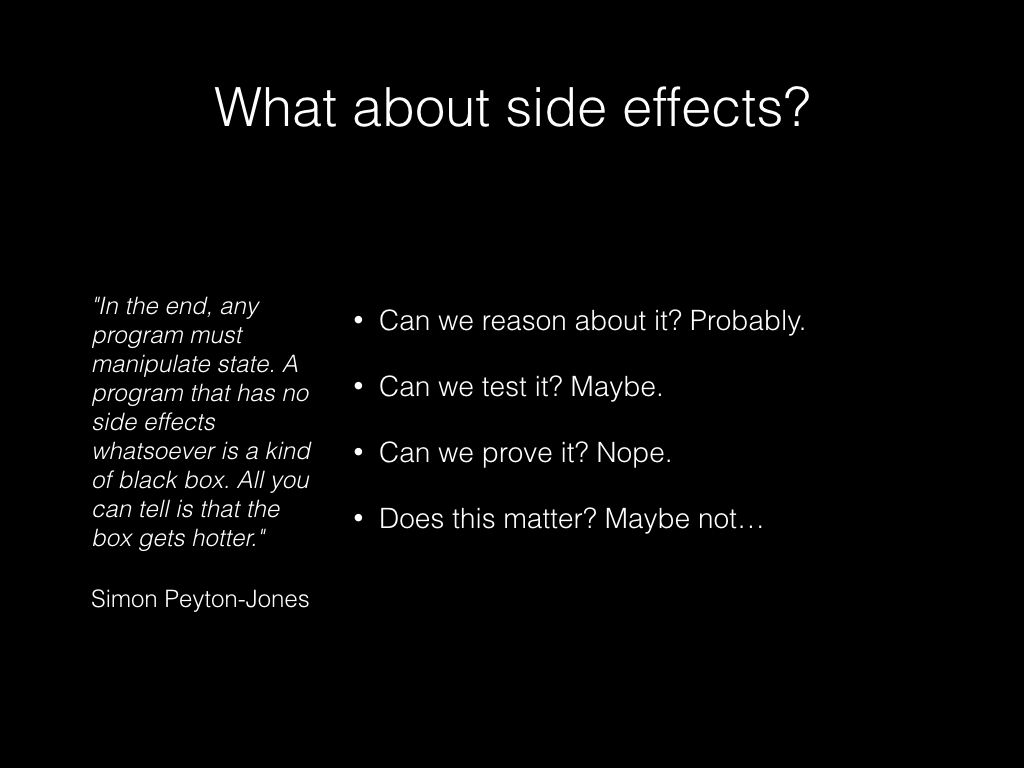 What about side effects?
"In the end, any
program must
manipulate state. A
program that has no
side effects
whatsoever is a kind
of black box. All you
can tell is that the
box gets hotter."
Simon Peyton-Jones
• Can we reason about it? Probably.
• Can we test it? Maybe.
• Can we prove it? Nope.
• Does this matter? Maybe not…